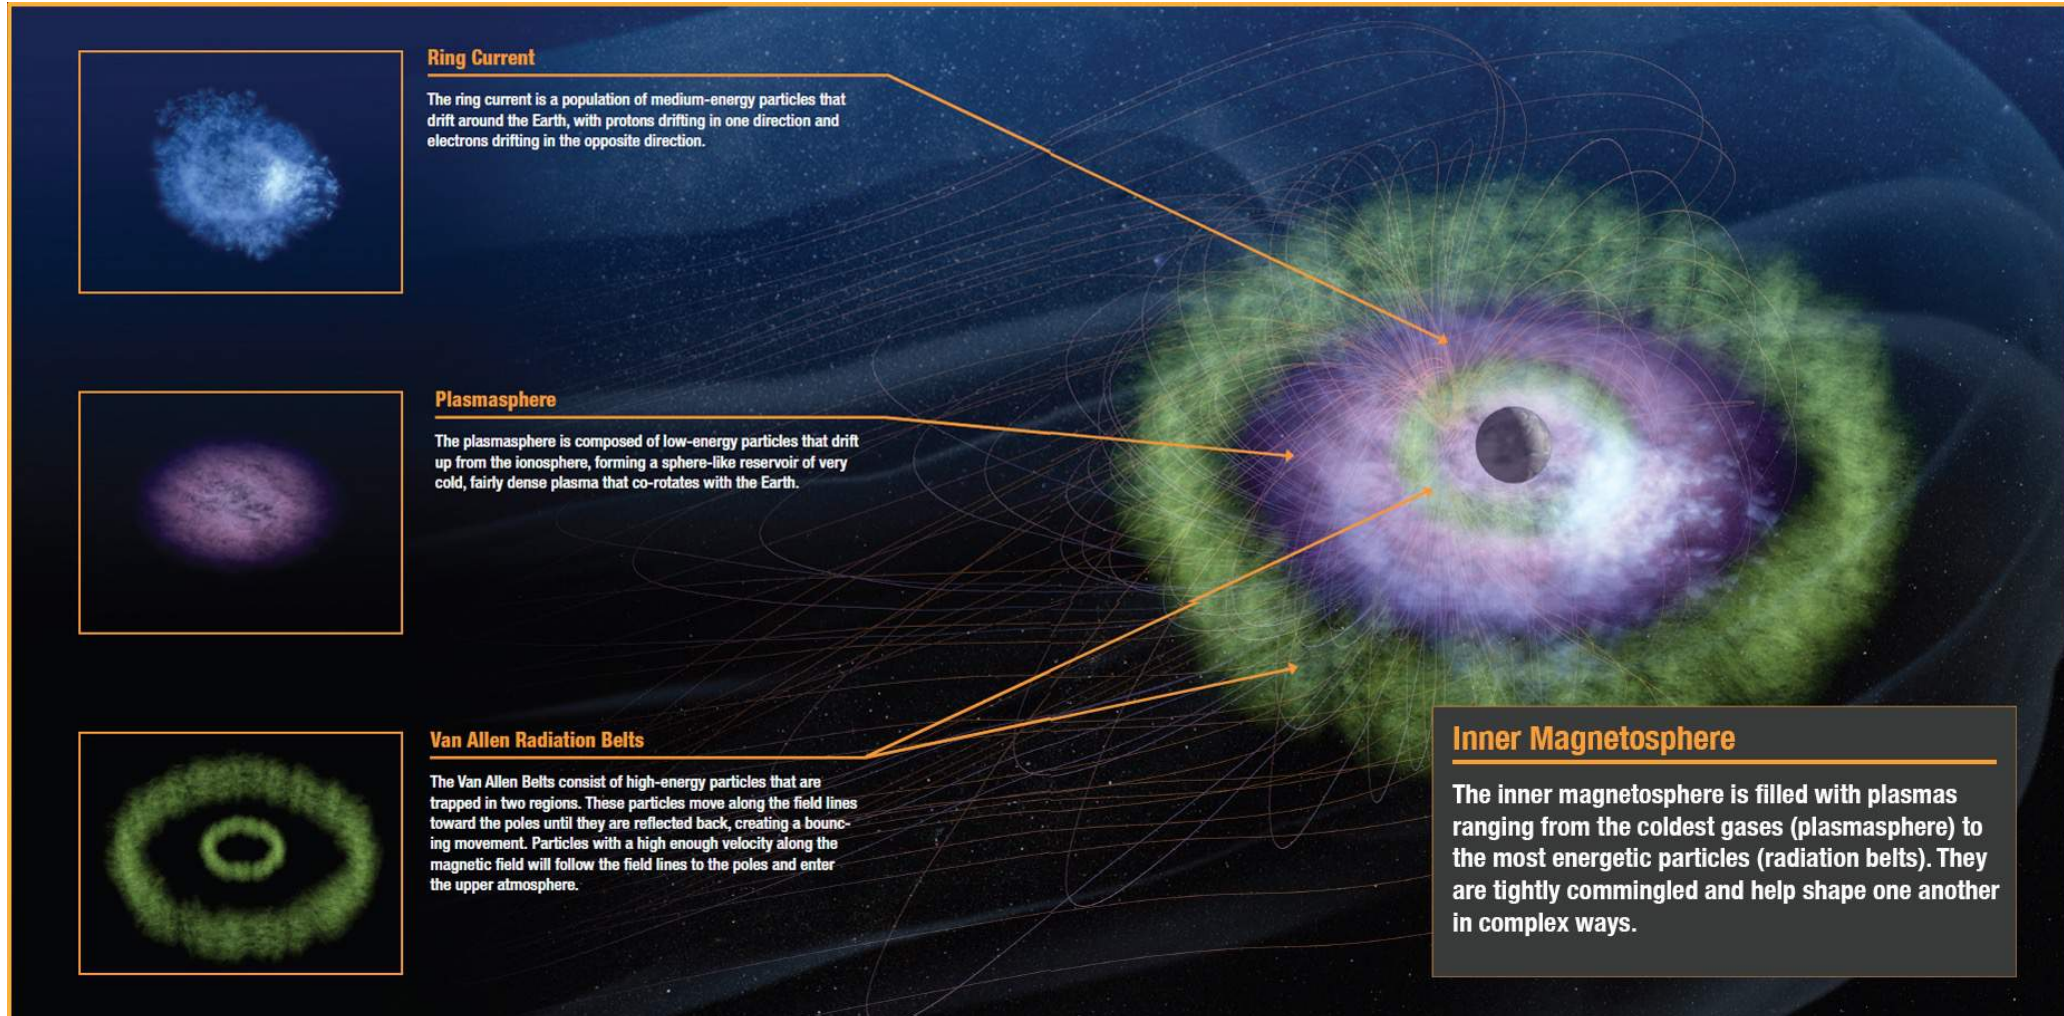 Ring Current
The ring current is a population of medium-energy particles that
drift around the Earth, with protons drifting in one direction and
electrons drifting in the opposite direction.
Plasmasphere
The plasmasphere is composed of low-energy particles that drift
up from the ionosphere, forming a sphere-like reservoir of very
cold, fairly dense plasma that co-rotates with the Earth.
Van Allen Radiation Belts
The Van Allen Belts consist of high-energy particles that are
trapped in two regions. These particles move along the field lines
toward the poles until they are reflected back, creating a bounc-
ing movement. Particles with a high enough velocity along the
magnetic field will follow the field lines to the poles and enter
the upper atmosphere.
Inner Magnetosphere
The inner magnetosphere is filled with plasmas
ranging from the coldest gases (plasmasphere) to
the most energetic particles (radiation belts). They
are tightly commingled and help shape one another
in complex ways.